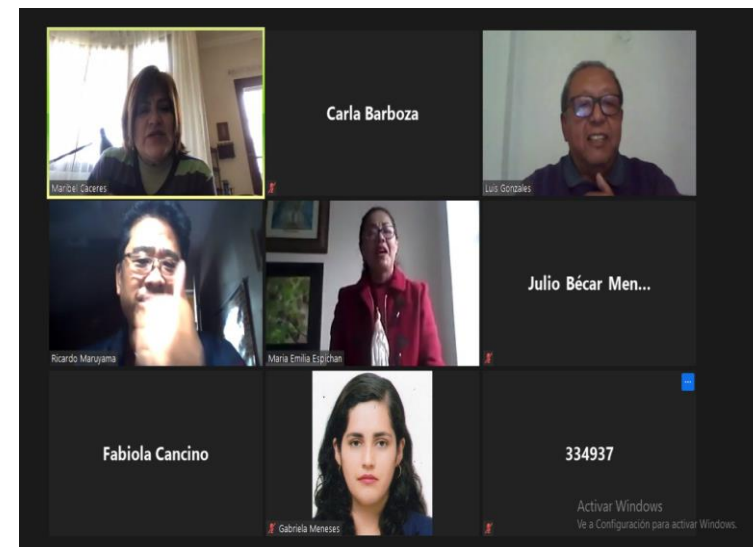 Carla Barboza
Maribel Caceres
Luis Gonzales
Julio Bécar Men...
Ricardo Maruyama
Maria Emilia Espichan
Fabiola Cancino
Gabriela Meneses
334937
Activar Windows
Ve a Configuración para activar Windows.